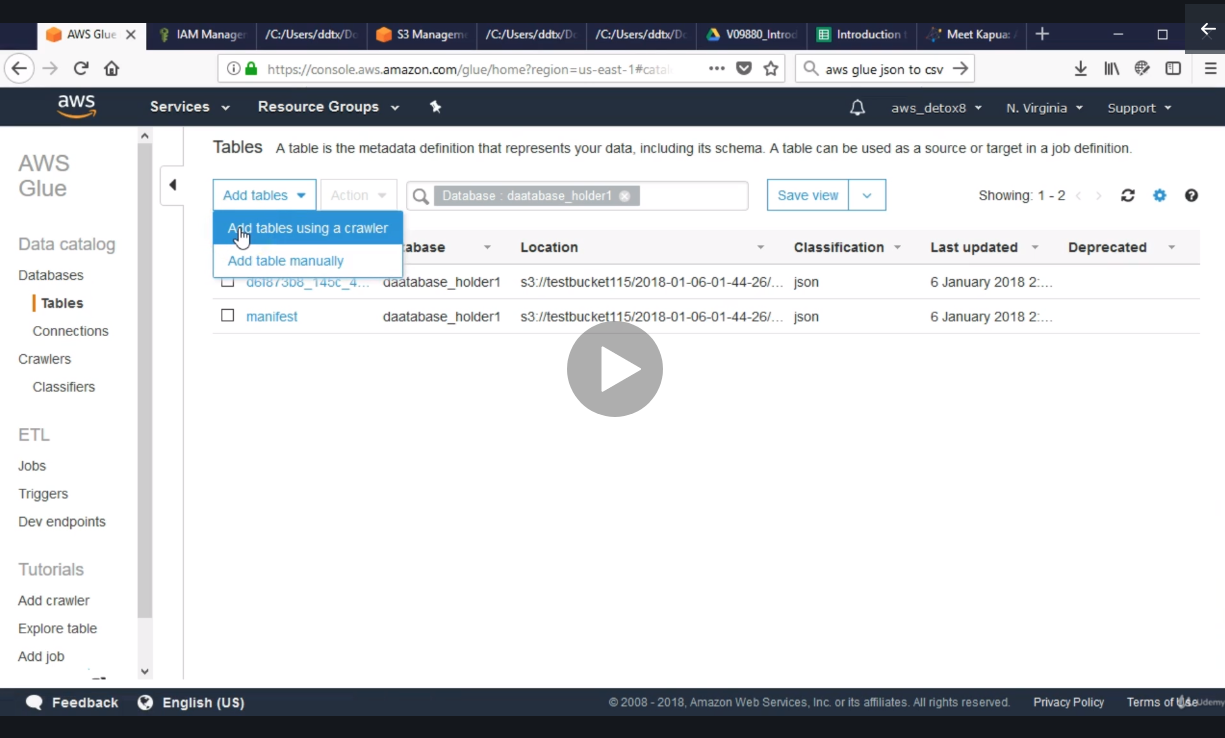 AWS Glue
IAM Manager
/C:/Users/ddtx/Do
S3 Manageme
/C:/Users/ddtx/Do
/C:/Users/ddtx/Do
V09880_Introd
Introduction t
Meet Kapua: A
https://console.aws.amazon.com/glue/home?region=us-east-1#catal
aws glue json to csv
aws
Services
Resource Groups
aws_detox8
N. Virginia
Support
AWS
Glue
Data catalog
Databases
Tables
Connections
Crawlers
Classifiers
ETL
Jobs
Triggers
Dev endpoints
Tutorials
Add crawler
Explore table
Add job
Tables A table is the metadata definition that represents your data, including its schema. A table can be used as a source or target in a job definition.
Add tables
Action
Database : daatabase_holder1
Save view
Showing: 1 - 2
Add tables using a crawler
Add table manually
abase
Location
Classification
Last updated
Deprecated
d6f873b8_145c_4... daatabase_holder1 s3://testbucket115/2018-01-06-01-44-26/... json 6 January 2018 2:...
manifest daatabase_holder1 s3://testbucket115/2018-01-06-01-44-26/... json 6 January 2018 2:...
Feedback
English (US)
© 2008 - 2018, Amazon Web Services, Inc. or its affiliates. All rights reserved.
Privacy Policy
Terms of Use
Udemy